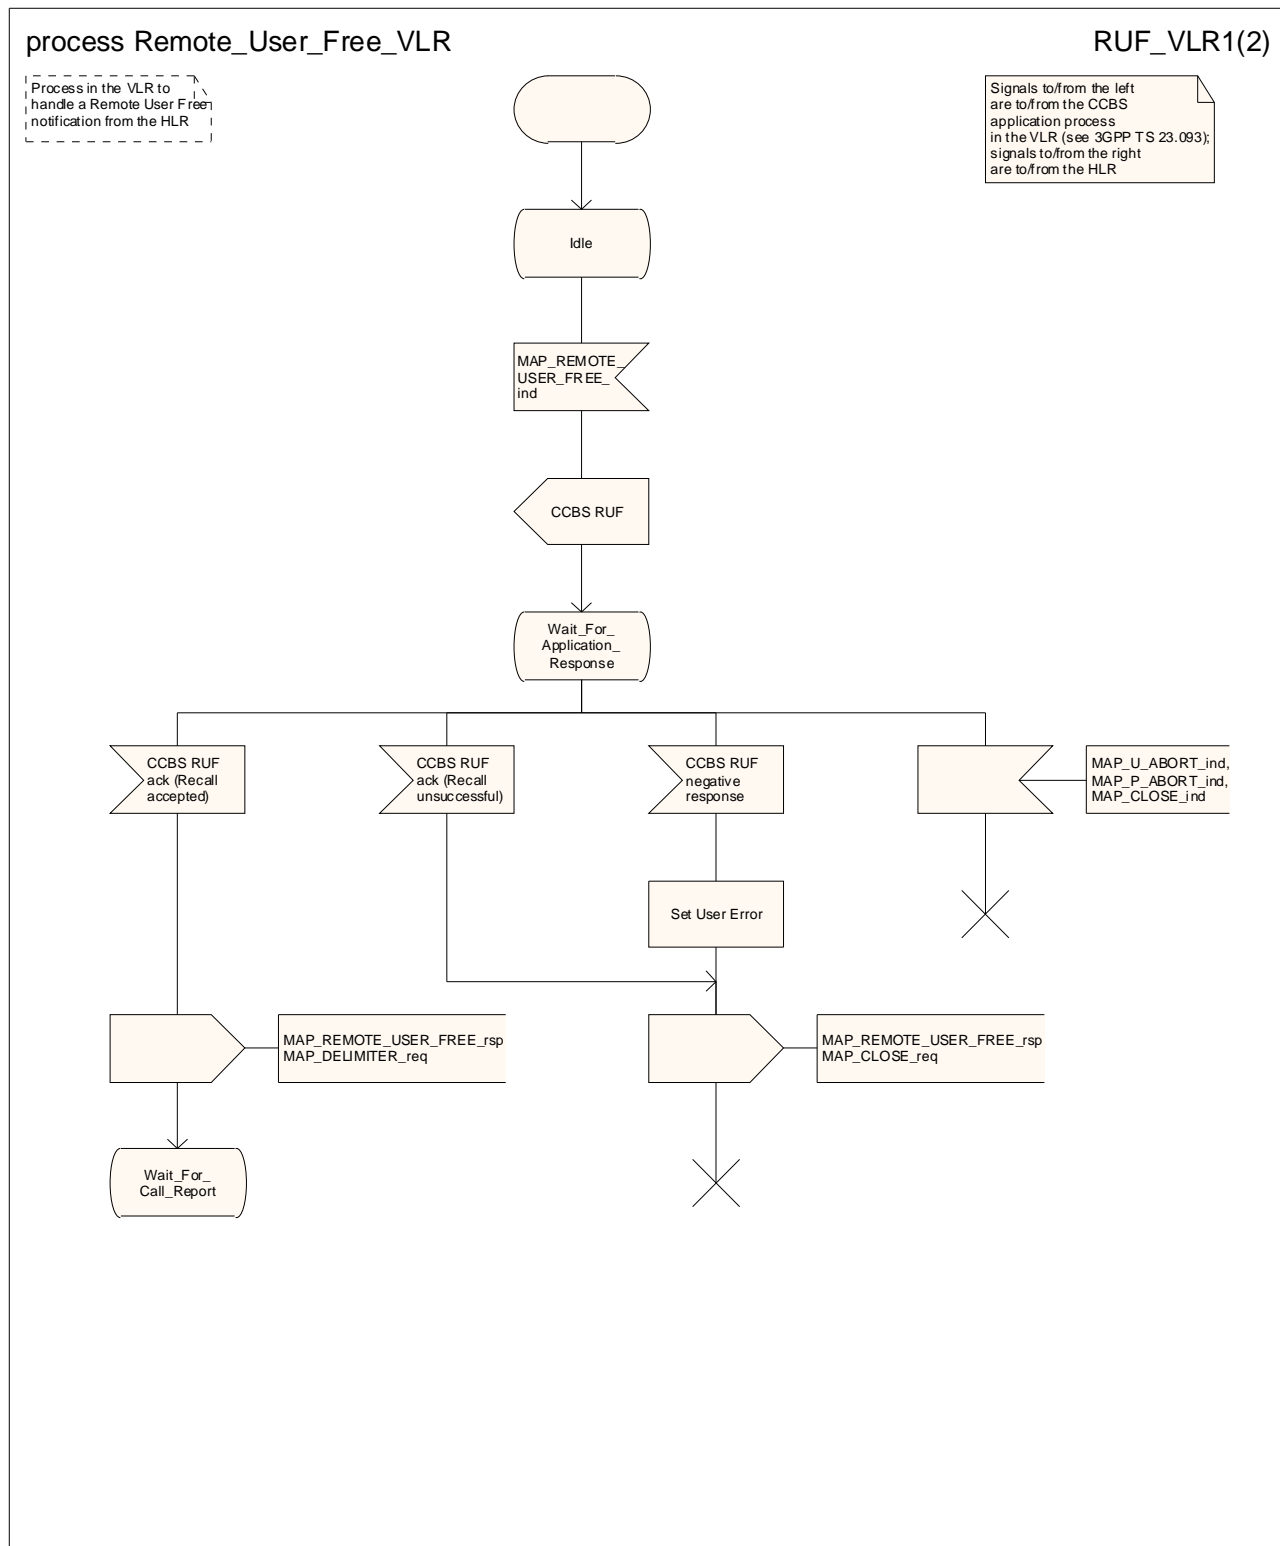 process Remote_User_Free_VLR
RUF_VLR1(2)
Process in the VLR to
handle a Remote User Free
notification from the HLR
Signals to/from the left
are to/from the CCBS
application process
in the VLR (see 3GPP TS 23.093);
signals to/from the right
are to/from the HLR
Idle
MAP_REMOTE_
USER_FREE_
ind
CCBS RUF
Wait_For_
Application_
Response
CCBS RUF
ack (Recall
accepted)
CCBS RUF
ack (Recall
unsuccessful)
CCBS RUF
negative
response
MAP_U_ABORT_ind,
MAP_P_ABORT_ind,
MAP_CLOSE_ind
Set User Error
MAP_REMOTE_USER_FREE_rsp
MAP_DELIMITER_req
MAP_REMOTE_USER_FREE_rsp
MAP_CLOSE_req
Wait_For_
Call_Report